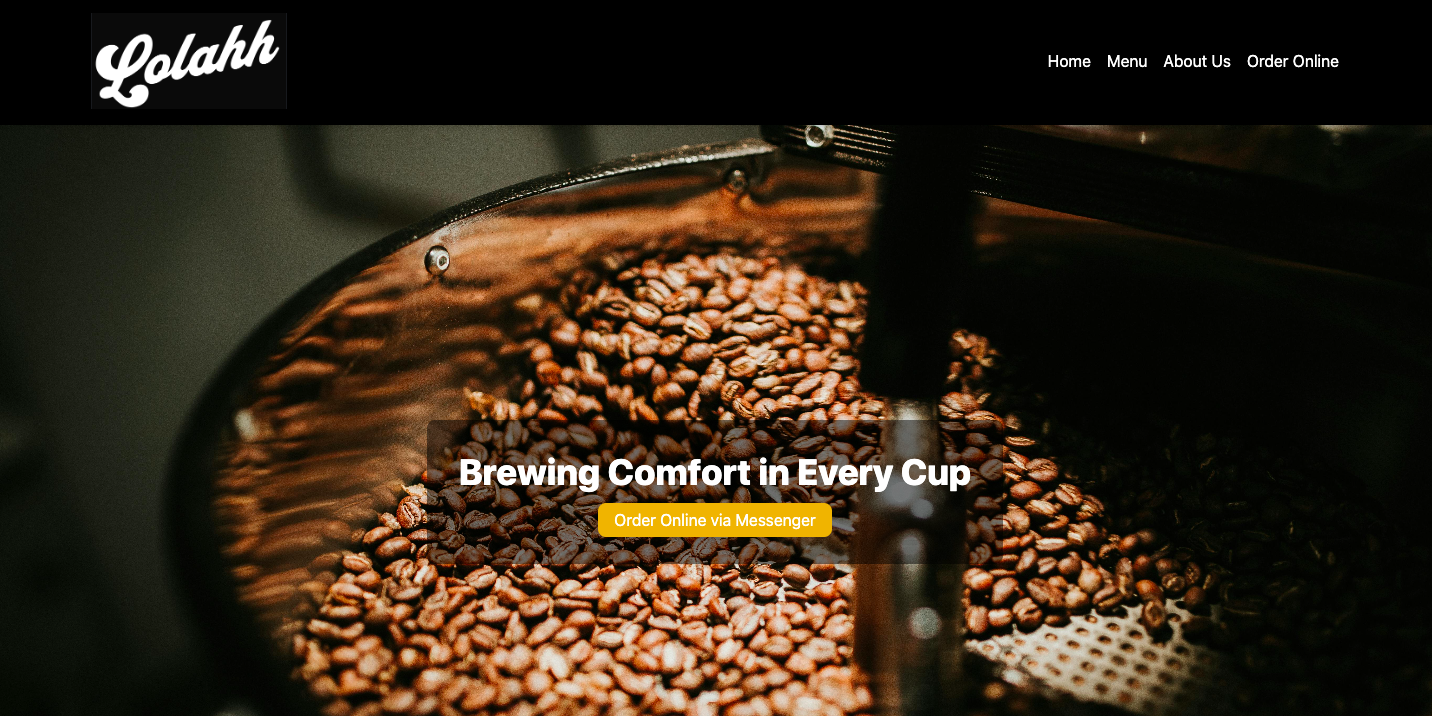 Lolahh
Home Menu About Us Order Online
Brewing Comfort in Every Cup
Order Online via Messenger